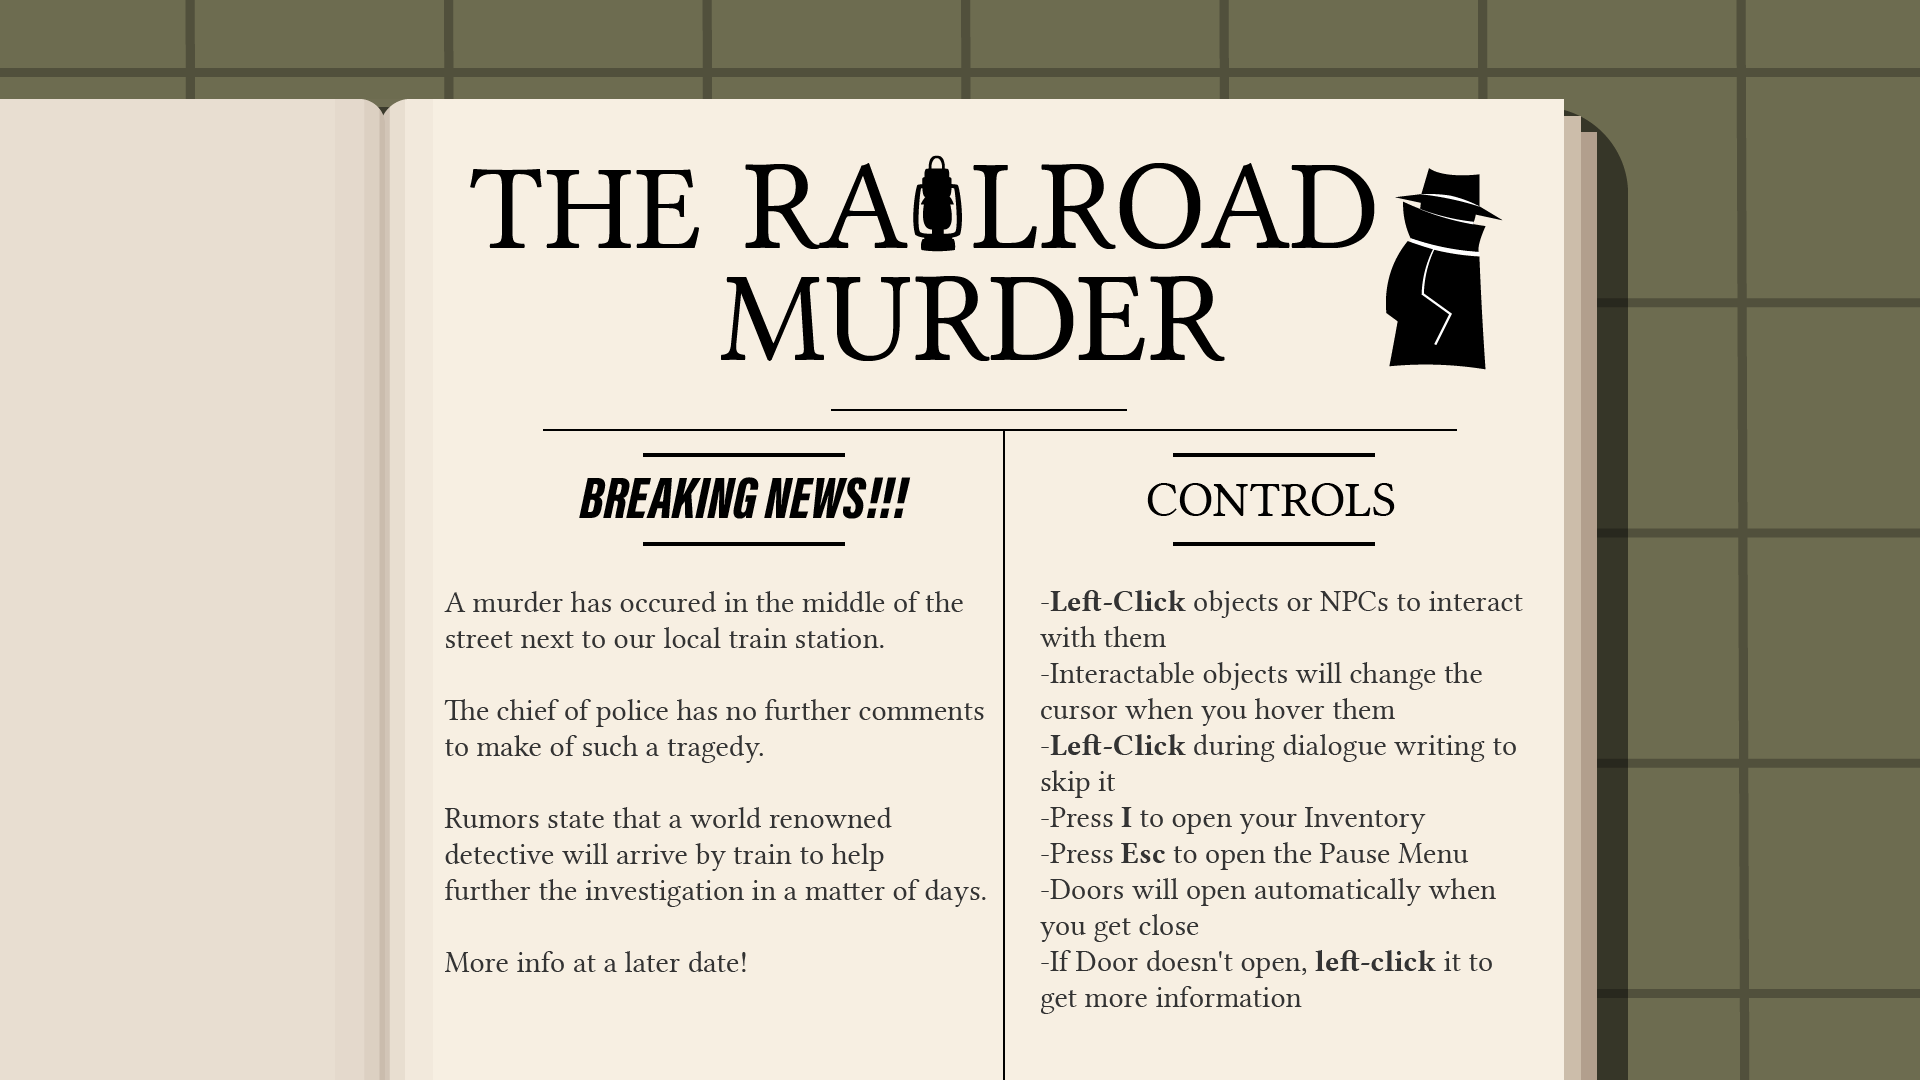 THE RAILROAD
MURDER
BREAKING NEWS!!!
A murder has occured in the middle of the
street next to our local train station.
The chief of police has no further comments
to make of such a tragedy.
Rumors state that a world renowned
detective will arrive by train to help
further the investigation in a matter of days.
More info at a later date!
CONTROLS
-Left-Click objects or NPCs to interact
with them
-Interactable objects will change the
cursor when you hover them
-Left-Click during dialogue writing to
skip it
-Press I to open your Inventory
-Press Esc to open the Pause Menu
-Doors will open automatically when
you get close
-If Door doesn't open, left-click it to
get more information